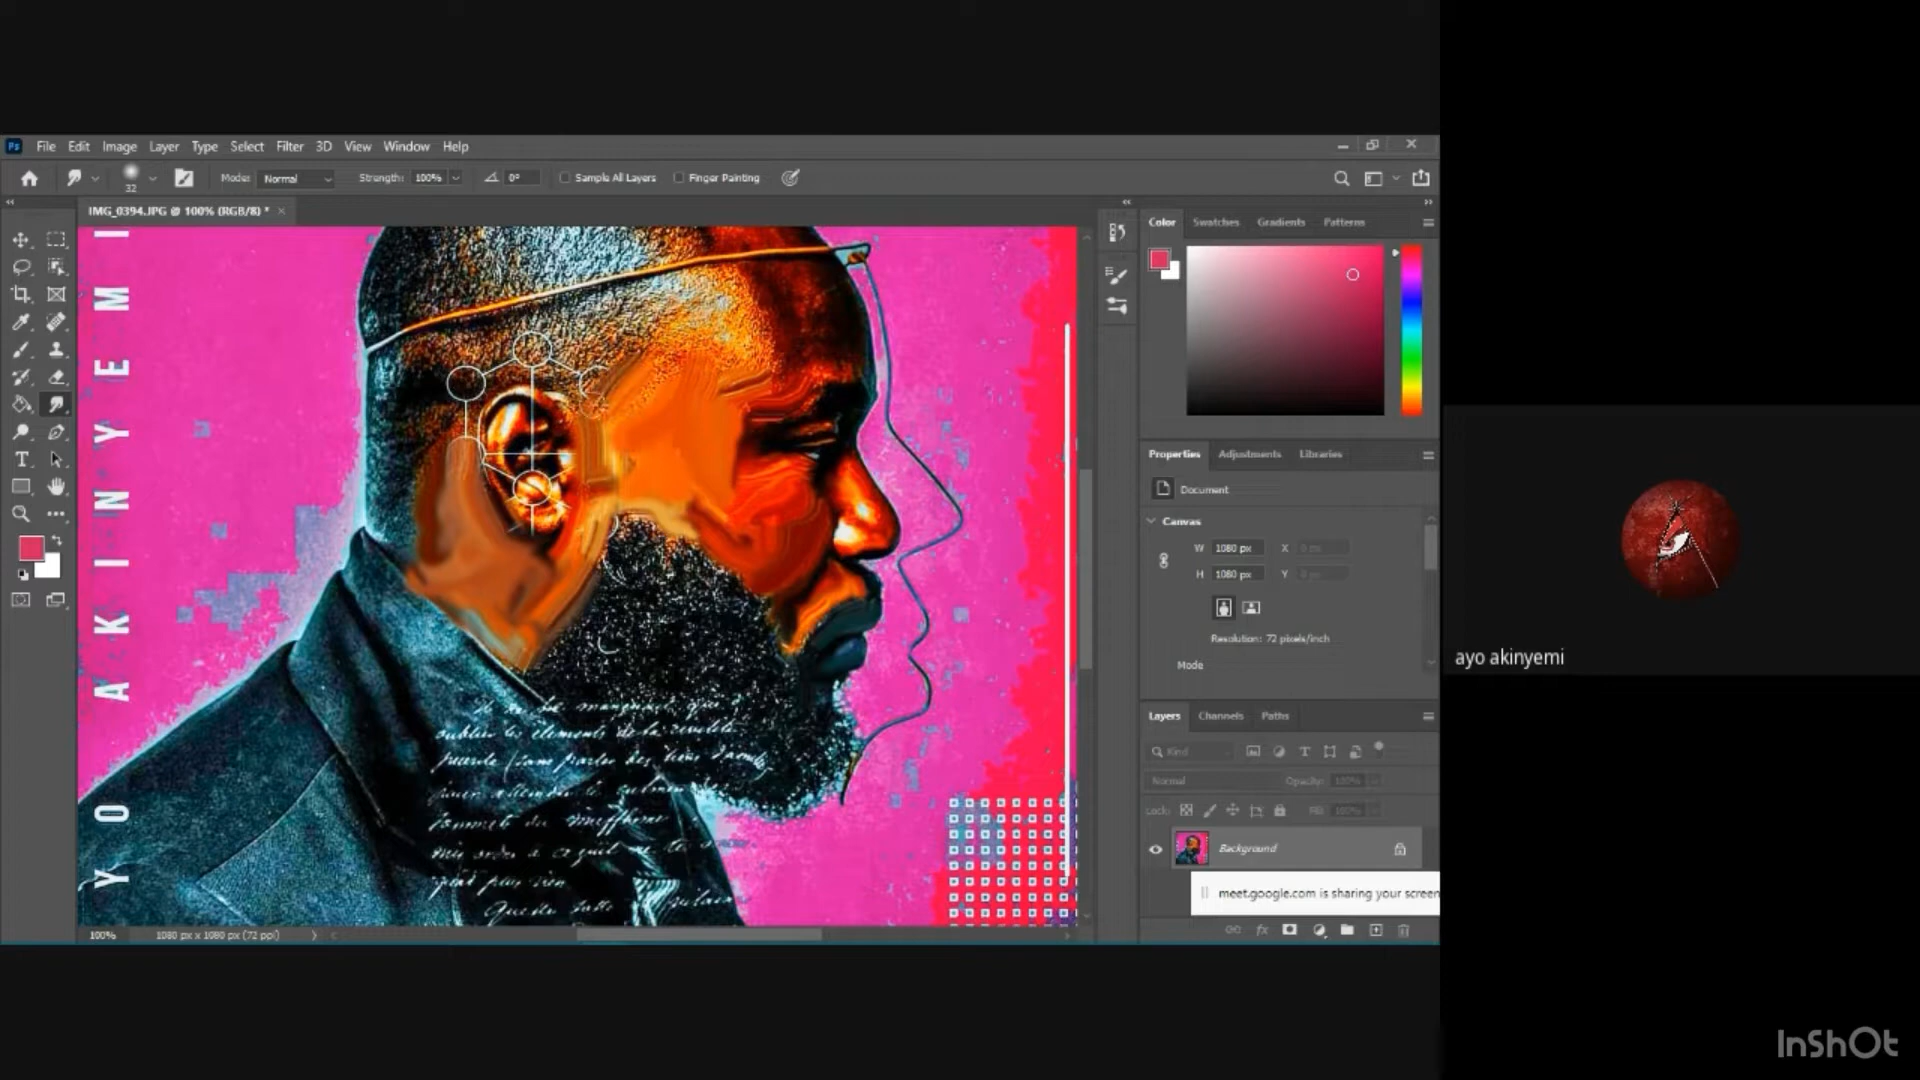 File Edit Image Layer Type Select Filter 3D View Window Help
32 Mode: Normal Strength: 100% 0° Sample All Layers Finger Painting
IMG_0394.JPG @ 100% (RGB/8) *
Color Swatches Gradients Patterns
YO AKINYEMI
Properties Adjustments Libraries
Document
Canvas
W 1080 px X 0 px
H 1080 px Y 0 px
Resolution: 72 pixels/inch
Mode
Layers Channels Paths
Kind
Normal Opacity: 100%
Lock: Fill: 100%
Background
meet.google.com is sharing your screen
100% 1080 px x 1080 px (72 ppi)
ayo akinyemi
InShOt